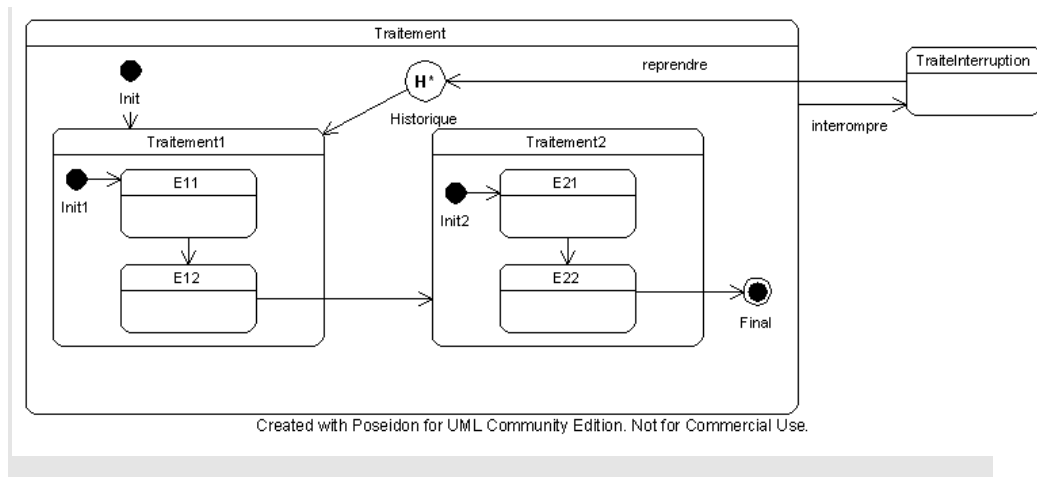 Traitement
reprendre
TraiteInterruption
H*
Init
Historique
interrompre
Traitement1
Traitement2
E11
E21
Init1
Init2
E12
E22
Final
Created with Poseidon for UML Community Edition. Not for Commercial Use.